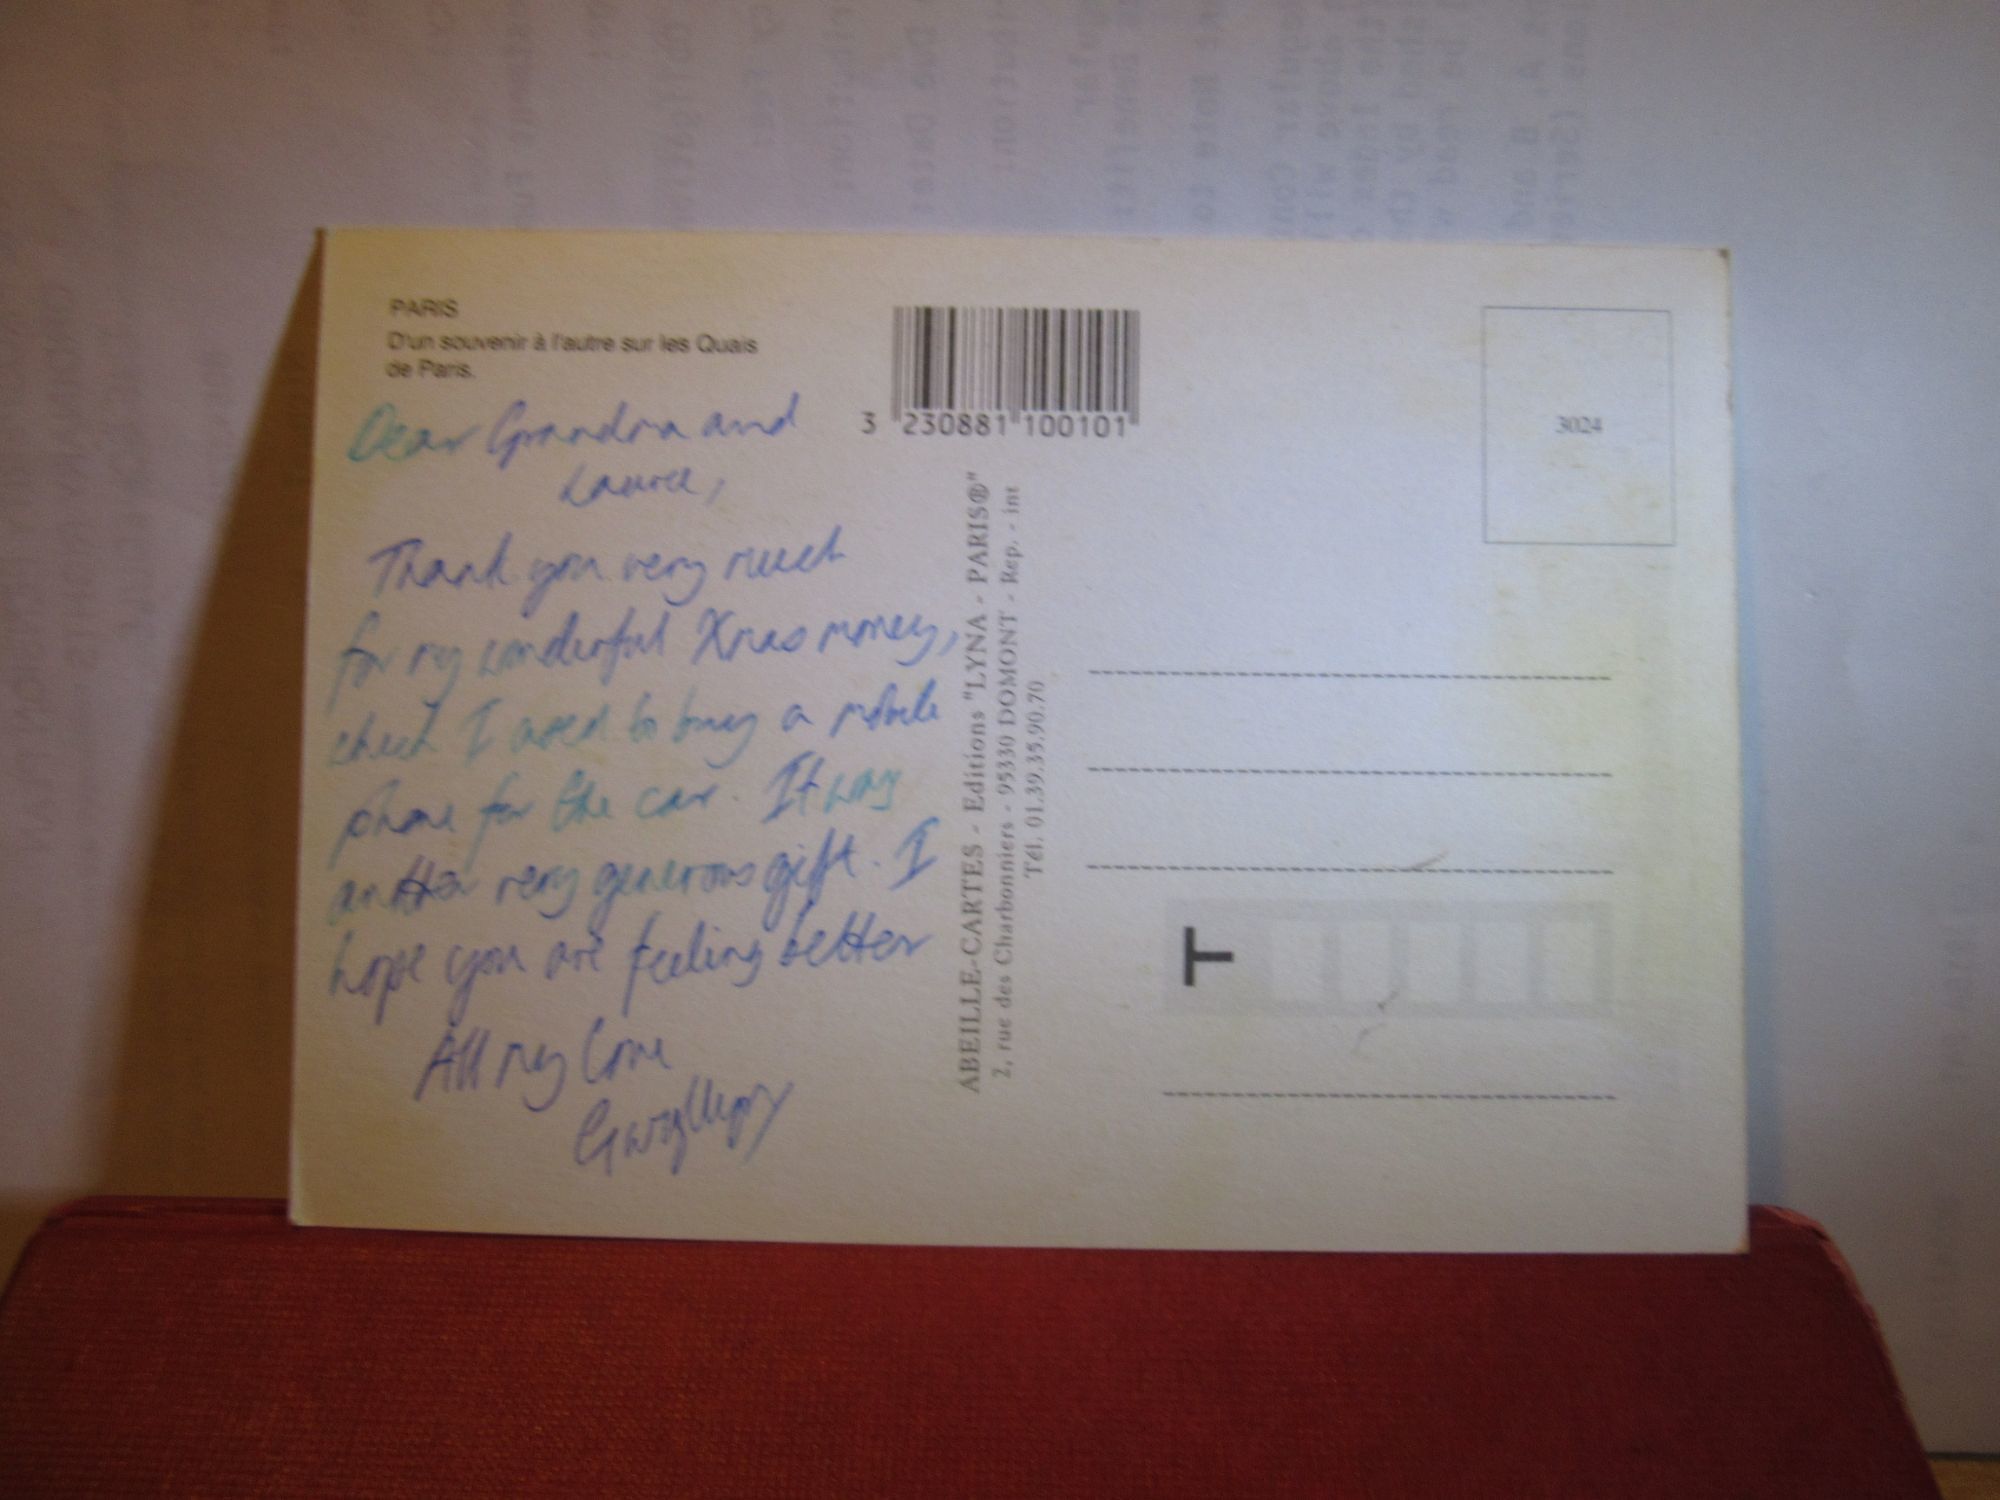 PARIS
D'un souvenir à l'autre sur les Quais
de Paris.
3 230881 100101
3024
Dear Grandma and
Thank you very much
for my wonderful Xmas money,
which I used to buy a mobile
phone for the car. It was
another very generous gift. I
hope you are feeling better
All my love
ABEILLE-CARTES - Editions "LYNA - PARIS®"
2, rue des Charbonniers - 95330 DOMONT - Rep. - int
Tél. 01.39.35.90.70
T